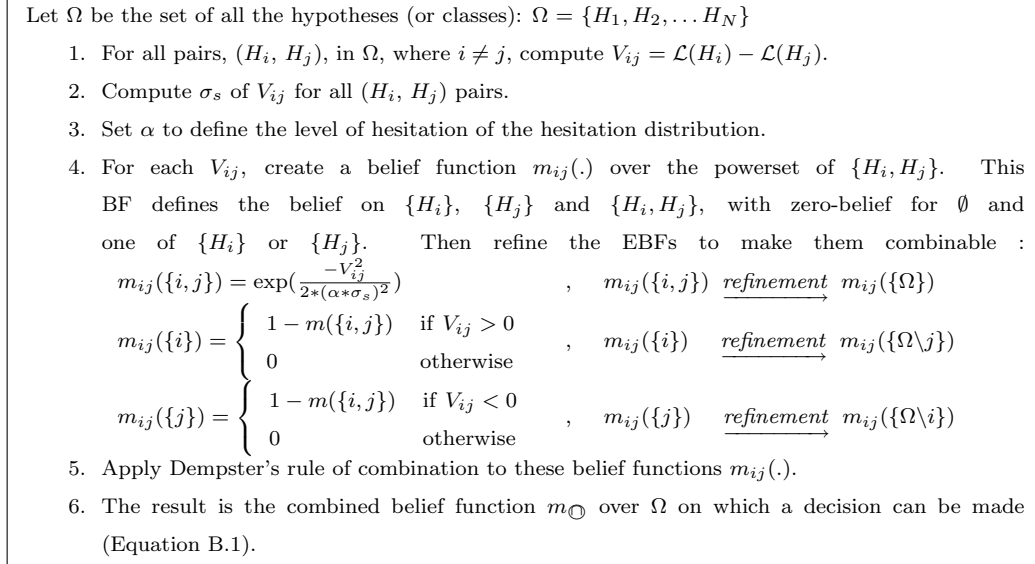 Let Ω be the set of all the hypotheses (or classes): Ω = {H₁, H₂, … H_N}
1. For all pairs, (H_i, H_j), in Ω, where i ≠ j, compute V_ij = ℒ(H_i) − ℒ(H_j).
2. Compute σ_s of V_ij for all (H_i, H_j) pairs.
3. Set α to define the level of hesitation of the hesitation distribution.
4. For each V_ij, create a belief function m_ij(.) over the powerset of {H_i, H_j}. This
BF defines the belief on {H_i}, {H_j} and {H_i, H_j}, with zero-belief for ∅ and
one of {H_i} or {H_j}. Then refine the EBFs to make them combinable :
m_ij({i, j}) = exp(−V_ij² / 2∗(α∗σ_s)²) , m_ij({i, j}) refinement→ m_ij({Ω})
m_ij({i}) = { 1 − m({i, j}) if V_ij > 0
0 otherwise , m_ij({i}) refinement→ m_ij({Ω\j})
m_ij({j}) = { 1 − m({i, j}) if V_ij < 0
0 otherwise , m_ij({j}) refinement→ m_ij({Ω\i})
5. Apply Dempster's rule of combination to these belief functions m_ij(.).
6. The result is the combined belief function m_∩ over Ω on which a decision can be made
(Equation B.1).